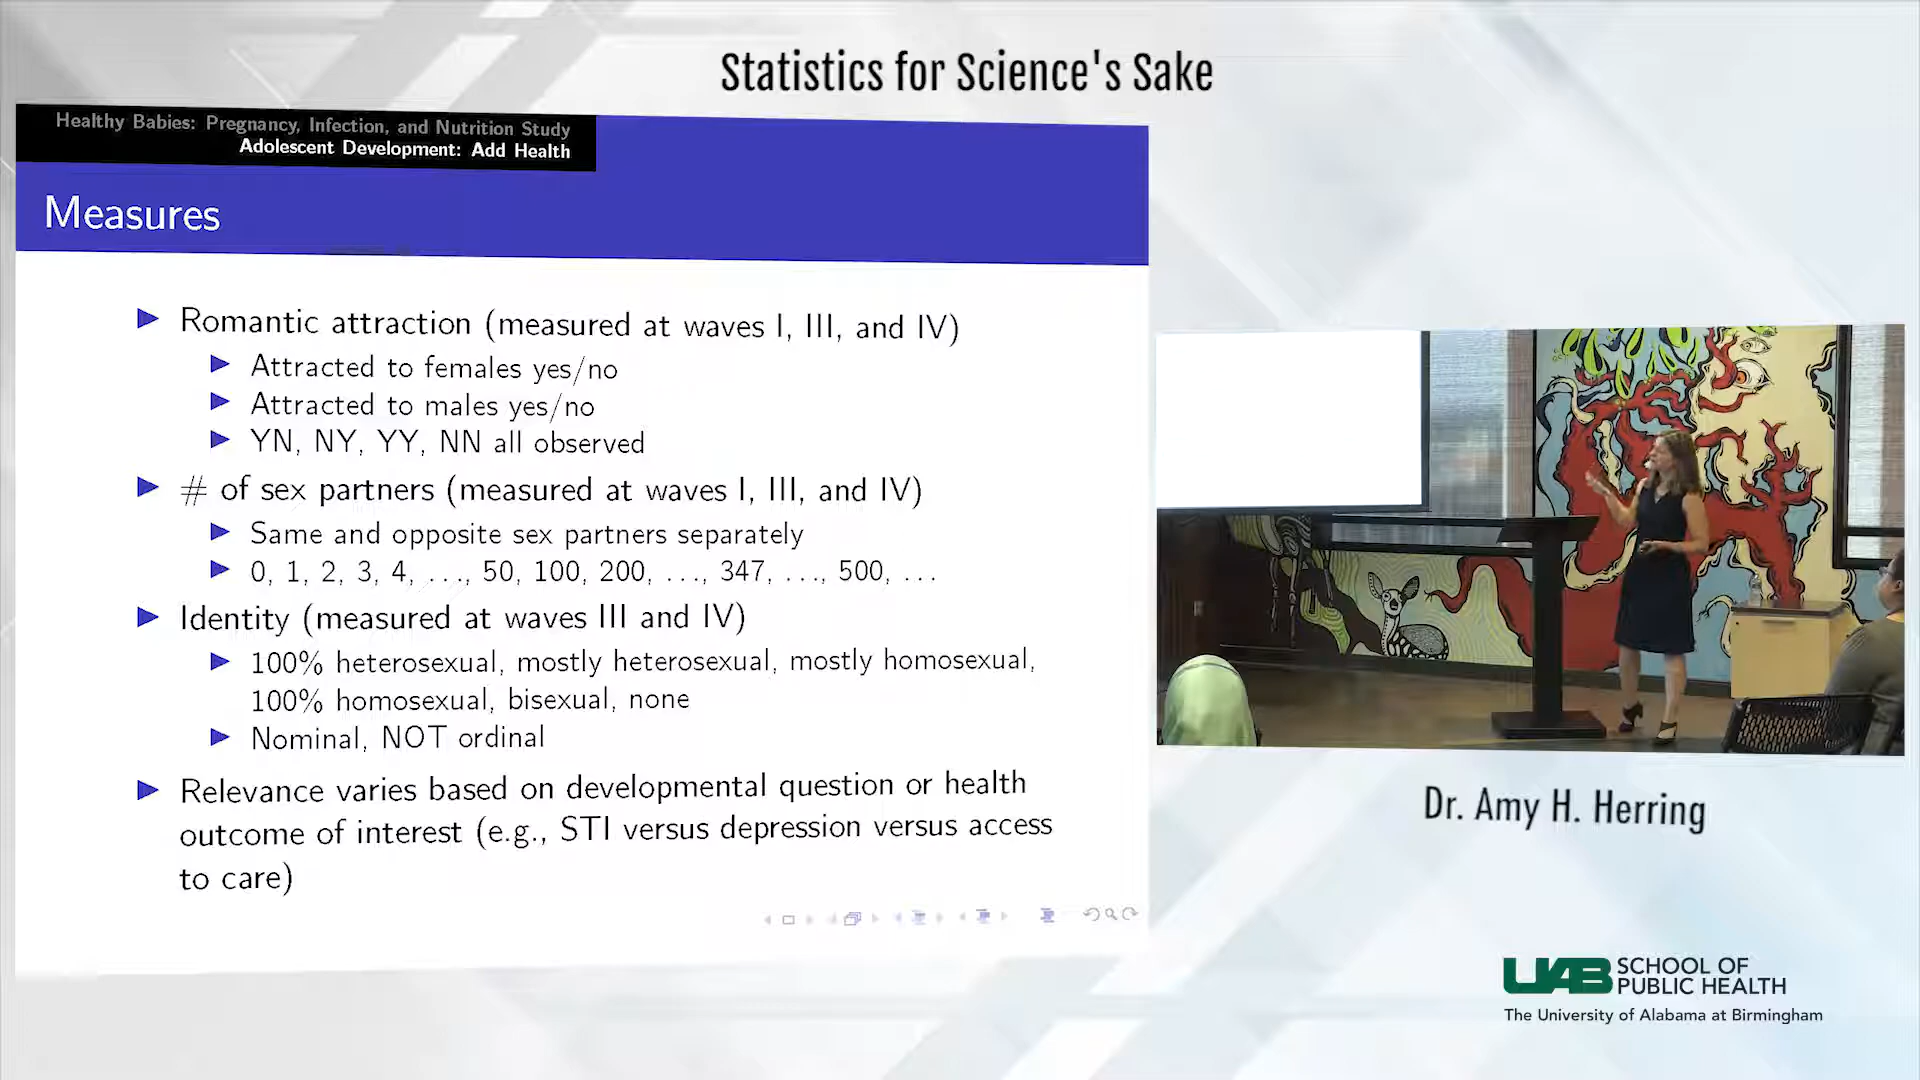 Statistics for Science's Sake
Healthy Babies: Pregnancy, Infection, and Nutrition Study
Adolescent Development: Add Health
Measures
Romantic attraction (measured at waves I, III, and IV)
Attracted to females yes/no
Attracted to males yes/no
YN, NY, YY, NN all observed
# of sex partners (measured at waves I, III, and IV)
Same and opposite sex partners separately
0, 1, 2, 3, 4, ..., 50, 100, 200, ..., 347, ..., 500, ...
Identity (measured at waves III and IV)
100% heterosexual, mostly heterosexual, mostly homosexual,
100% homosexual, bisexual, none
Nominal, NOT ordinal
Relevance varies based on developmental question or health
outcome of interest (e.g., STI versus depression versus access
to care)
Dr. Amy H. Herring
UAB SCHOOL OF
PUBLIC HEALTH
The University of Alabama at Birmingham